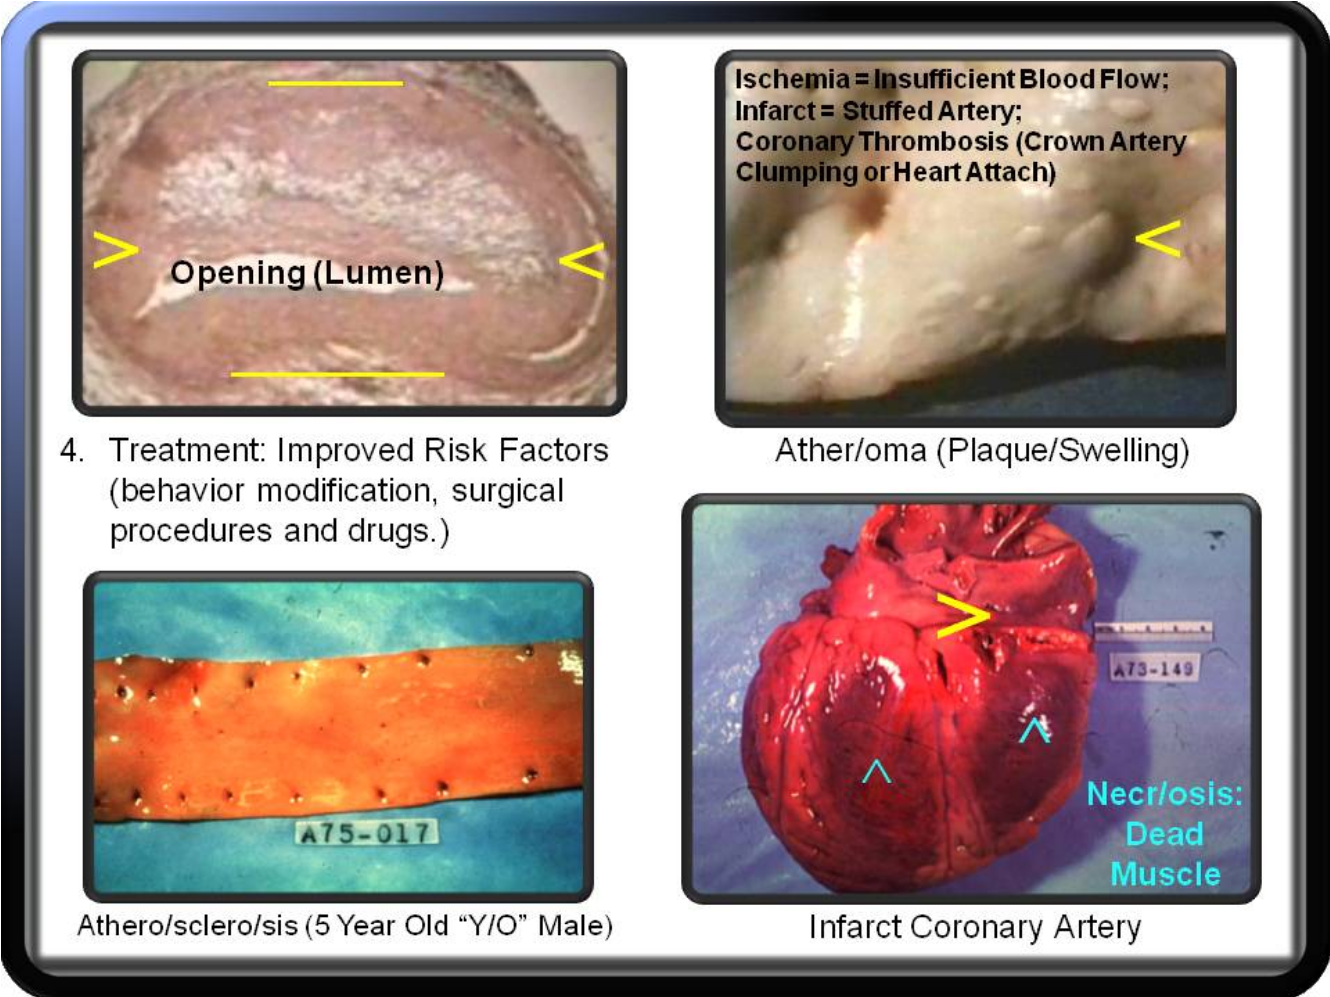 Opening (Lumen)
Ischemia = Insufficient Blood Flow;
Infarct = Stuffed Artery;
Coronary Thrombosis (Crown Artery
Clumping or Heart Attach)
4. Treatment: Improved Risk Factors
(behavior modification, surgical
procedures and drugs.)
Ather/oma (Plaque/Swelling)
A75-017
Athero/sclero/sis (5 Year Old “Y/O” Male)
A73-149
Necr/osis:
Dead
Muscle
Infarct Coronary Artery